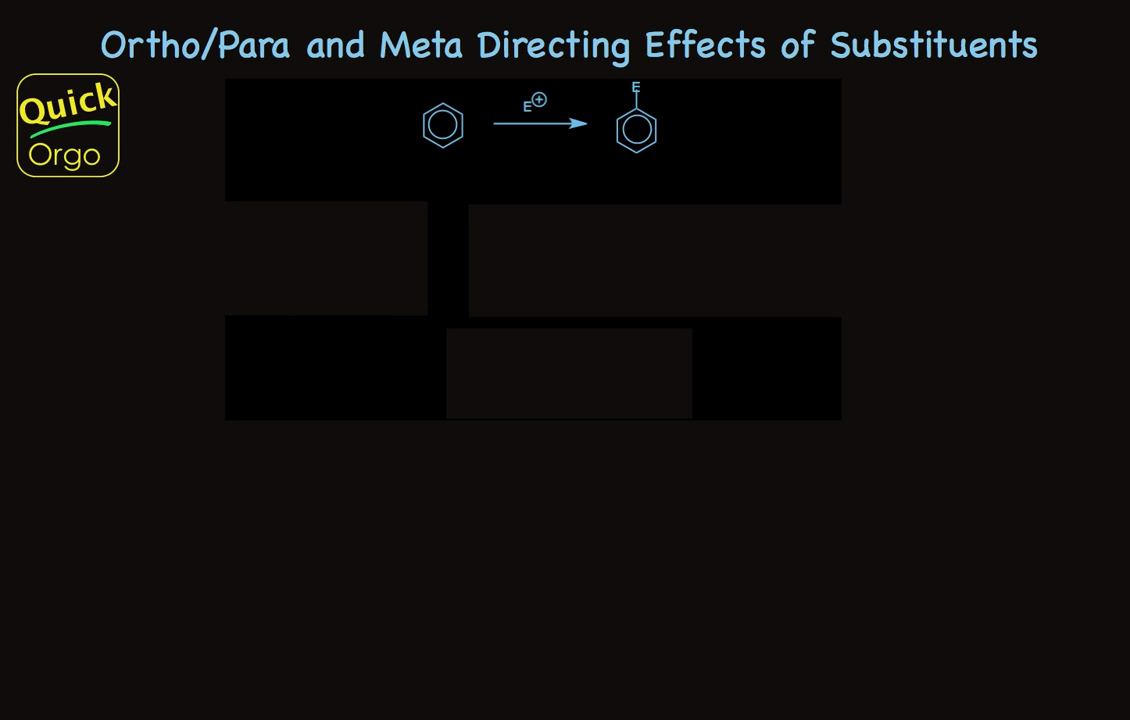 Ortho/Para and Meta Directing Effects of Substituents
Quick
Orgo
E⊕
E